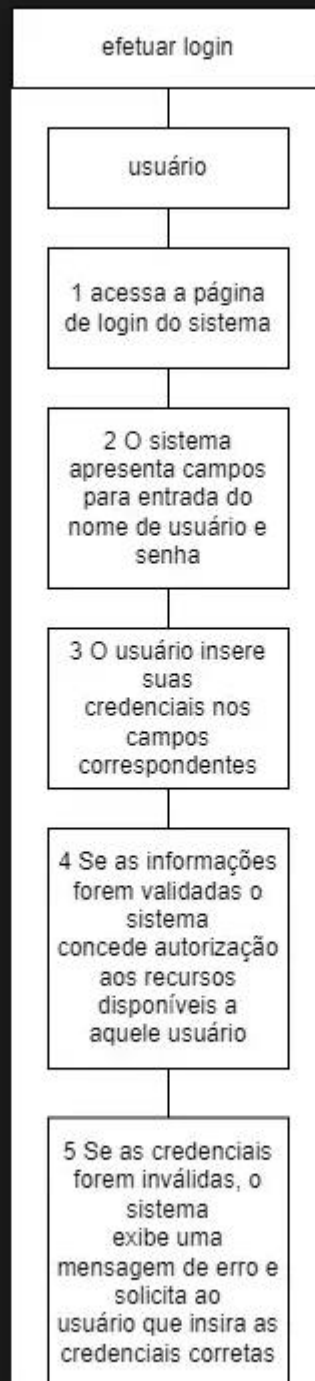 efetuar login
usuário
1 acessa a página
de login do sistema
2 O sistema
apresenta campos
para entrada do
nome de usuário e
senha
3 O usuário insere
suas
credenciais nos
campos
correspondentes
4 Se as informações
forem validadas o
sistema
concede autorização
aos recursos
disponíveis a
aquele usuário
5 Se as credenciais
forem inválidas, o
sistema
exibe uma
mensagem de erro e
solicita ao
usuário que insira as
credenciais corretas